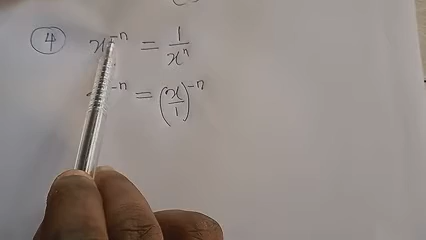 ④ x⁻ⁿ = 1/xⁿ
⁻ⁿ = (x/1)⁻ⁿ